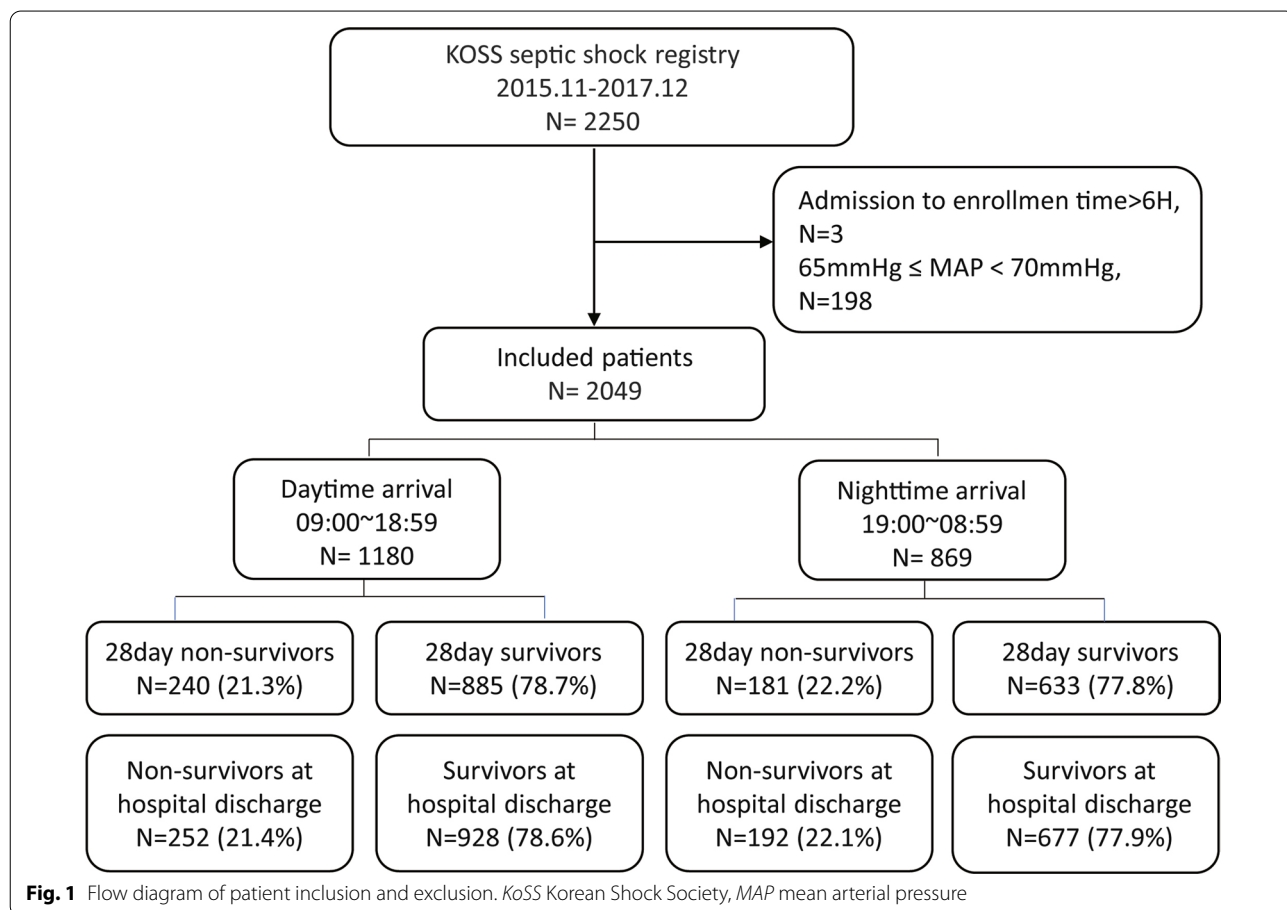 KOSS septic shock registry
2015.11-2017.12
N= 2250
Admission to enrollmen time>6H,
N=3
65mmHg ≤ MAP < 70mmHg,
N=198
Included patients
N= 2049
Daytime arrival
09:00~18:59
N= 1180
Nighttime arrival
19:00~08:59
N= 869
28day non-survivors
N=240 (21.3%)
28day survivors
N=885 (78.7%)
28day non-survivors
N=181 (22.2%)
28day survivors
N=633 (77.8%)
Non-survivors at
hospital discharge
N=252 (21.4%)
Survivors at
hospital discharge
N=928 (78.6%)
Non-survivors at
hospital discharge
N=192 (22.1%)
Survivors at
hospital discharge
N=677 (77.9%)
Fig. 1 Flow diagram of patient inclusion and exclusion. KoSS Korean Shock Society, MAP mean arterial pressure